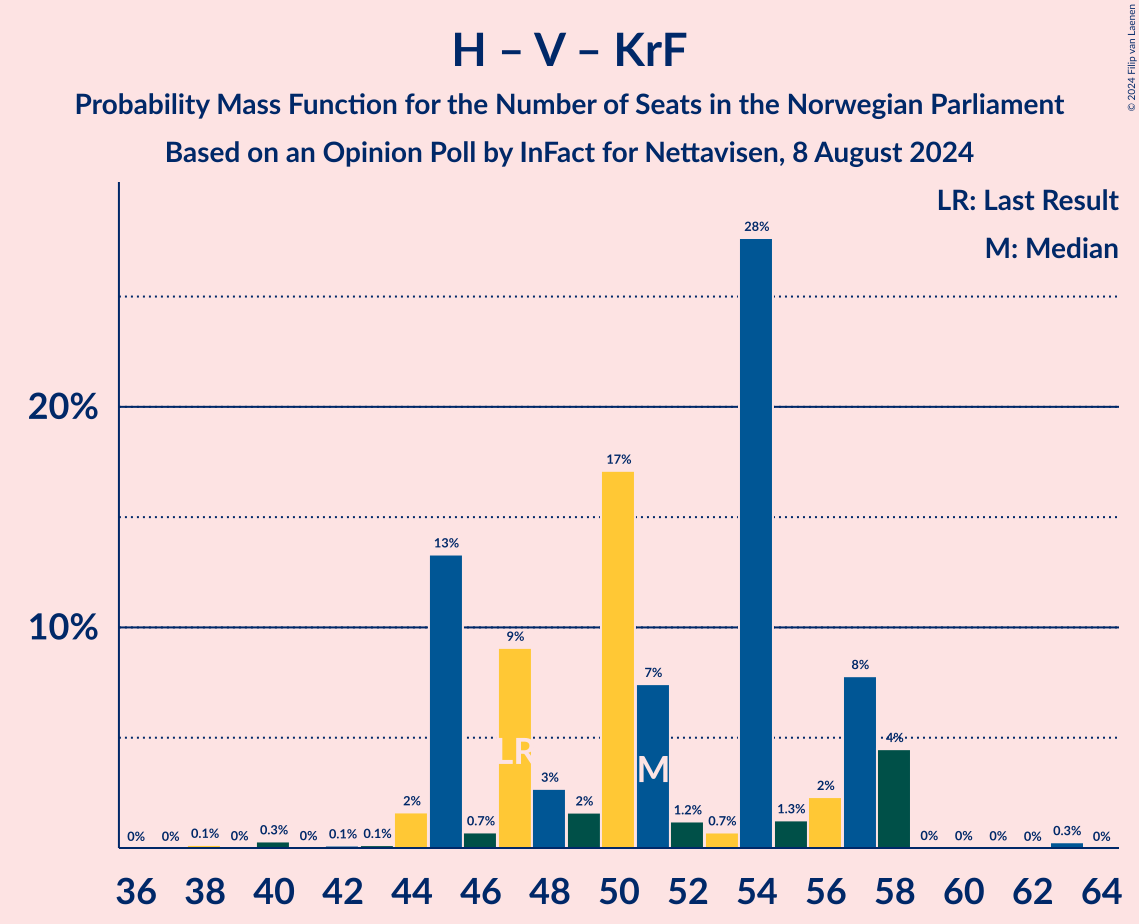 H – V – KrF
Probability Mass Function for the Number of Seats in the Norwegian Parliament
Based on an Opinion Poll by InFact for Nettavisen, 8 August 2024
© 2024 Filip van Laenen
LR: Last Result
M: Median
28%
20%
17%
13%
10%
9%
8%
7%
LR
M
4%
3%
2%
2%
2%
1.2%
1.3%
0.7%
0.7%
0% 0% 0.1% 0% 0.3% 0% 0.1% 0.1%
0% 0% 0% 0% 0.3% 0%
36 38 40 42 44 46 48 50 52 54 56 58 60 62 64